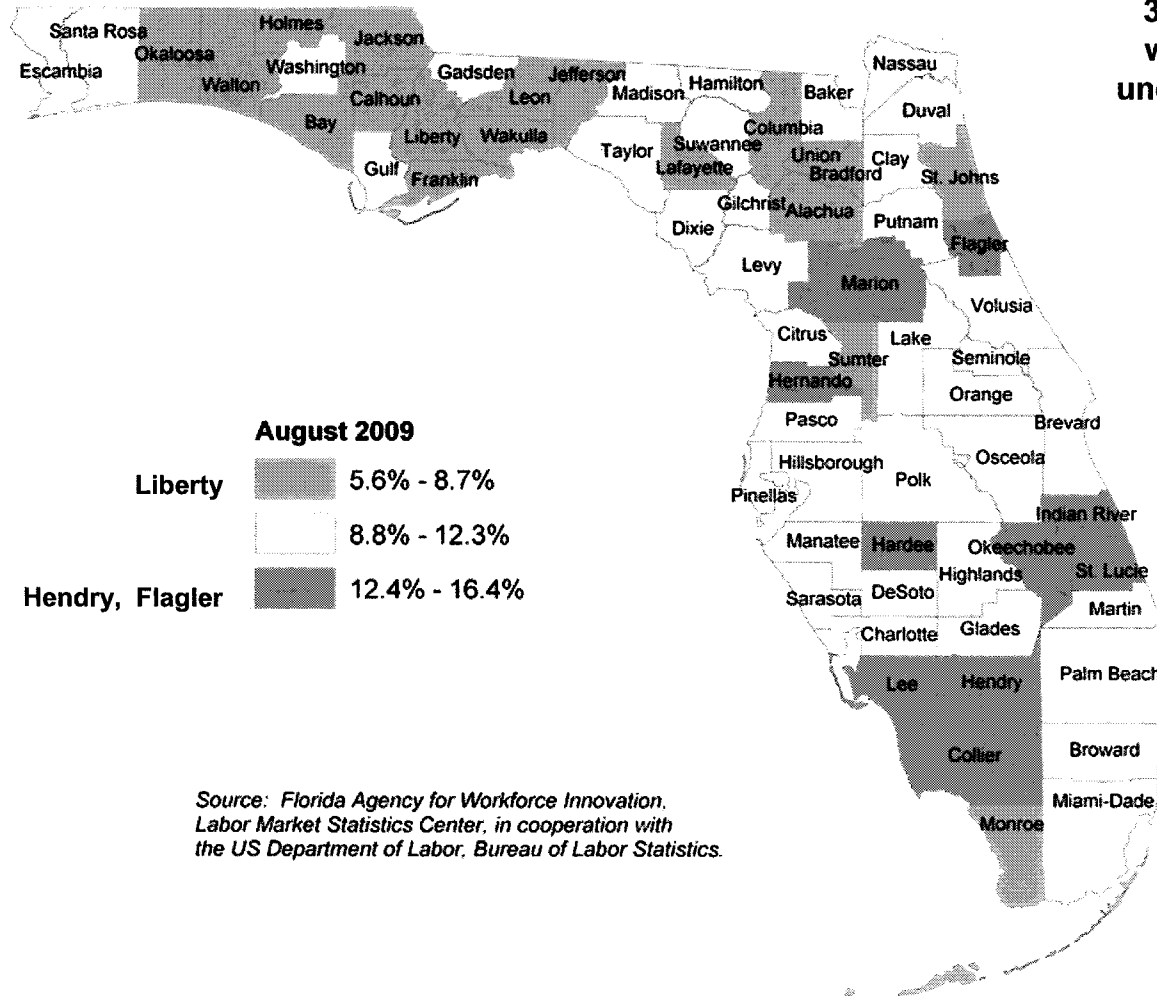 3
Santa Rosa
Holmes
Okaloosa
Jackson
Escambia
Walton
Washington
Calhoun
Bay
Gulf
Liberty
Franklin
Gadsden
Leon
Jefferson
Wakulla
Madison
Hamilton
Taylor
Suwannee
Lafayette
Columbia
Baker
Nassau
Duval
Union
Bradford
Clay
St. Johns
Gilchrist
Alachua
Putnam
Flagler
Dixie
Levy
Marion
Volusia
Citrus
Lake
Sumter
Seminole
Hernando
Orange
Pasco
Brevard
Hillsborough
Osceola
Polk
Pinellas
Indian River
Manatee
Hardee
Okeechobee
Highlands
St. Lucie
Sarasota
DeSoto
Martin
Charlotte
Glades
Lee
Hendry
Palm Beach
Collier
Broward
Miami-Dade
Monroe
August 2009
Liberty 5.6% - 8.7%
8.8% - 12.3%
Hendry, Flagler 12.4% - 16.4%
Source: Florida Agency for Workforce Innovation,
Labor Market Statistics Center, in cooperation with
the US Department of Labor, Bureau of Labor Statistics.